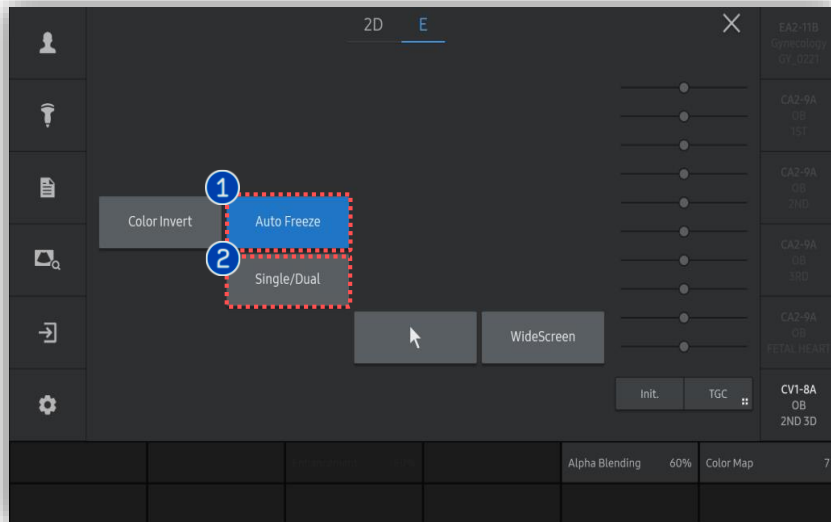 2D E
EA2-11B
Gynecology
GY_0221
CA2-9A
OB
1ST
1
CA2-9A
OB
2ND
Color Invert
Auto Freeze
2
CA2-9A
OB
3RD
Single/Dual
CA2-9A
OB
FETAL HEART
WideScreen
Init.
TGC
CV1-8A
OB
2ND 3D
Alpha Blending 60%
Color Map 7